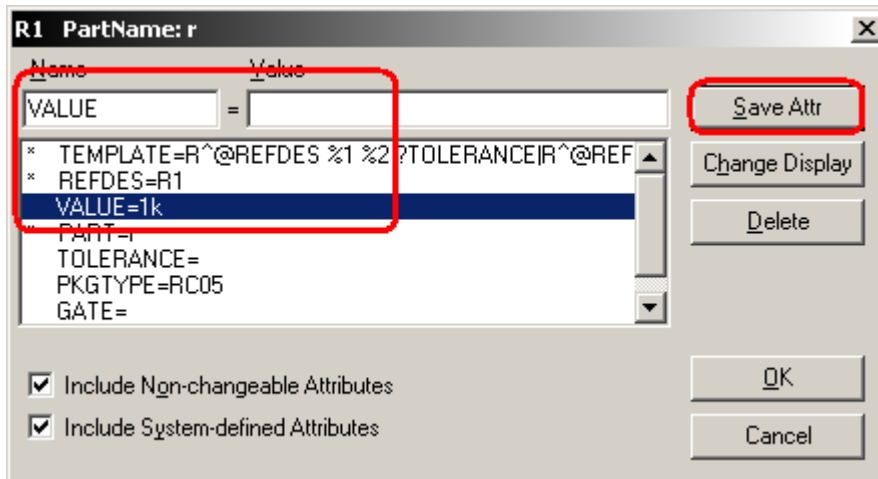 R1 PartName: r
Name Value
VALUE =
Save Attr
* TEMPLATE=R^@REFDES %1 %2 ?TOLERANCE|R^@REF
* REFDES=R1
VALUE=1k
* PART=r
TOLERANCE=
PKGTYPE=RC05
GATE=
Change Display
Delete
Include Non-changeable Attributes
Include System-defined Attributes
OK
Cancel